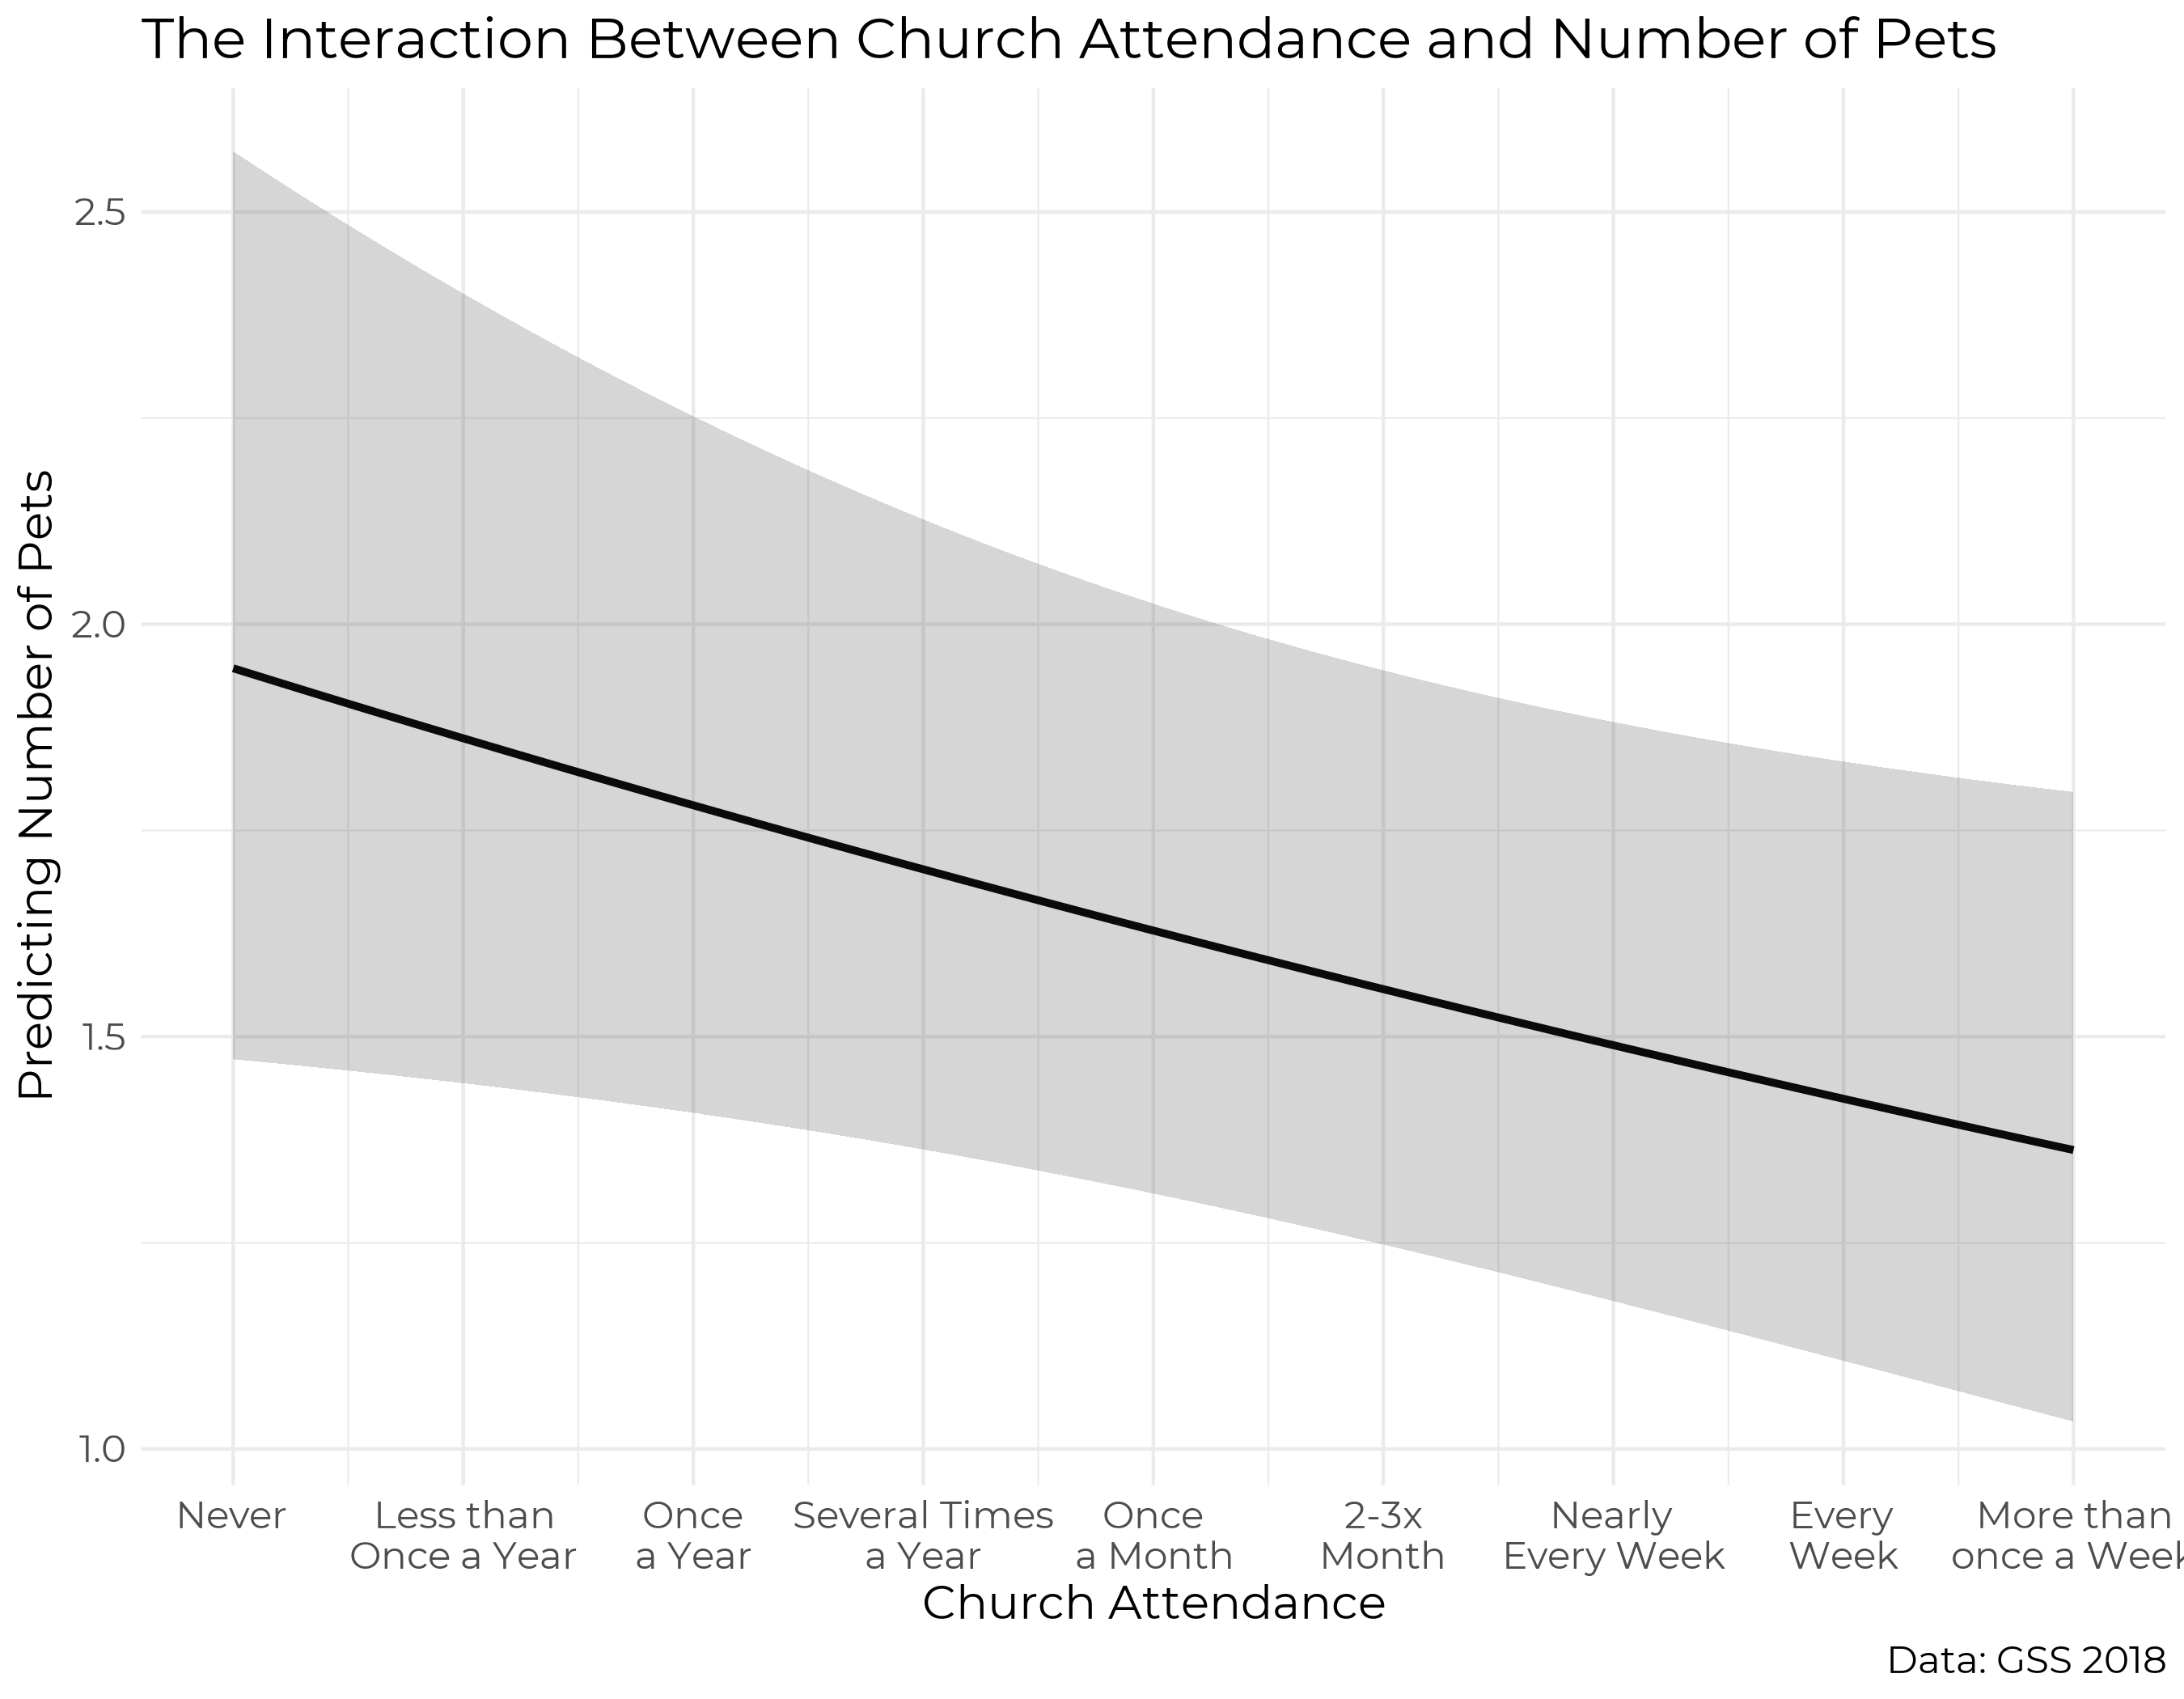 The Interaction Between Church Attendance and Number of Pets
Predicting Number of Pets
2.5
2.0
1.5
1.0
Never
Less than
Once a Year
Once
a Year
Several Times
a Year
Once
a Month
2-3x
Month
Nearly
Every Week
Every
Week
More than
once a Week
Church Attendance
Data: GSS 2018